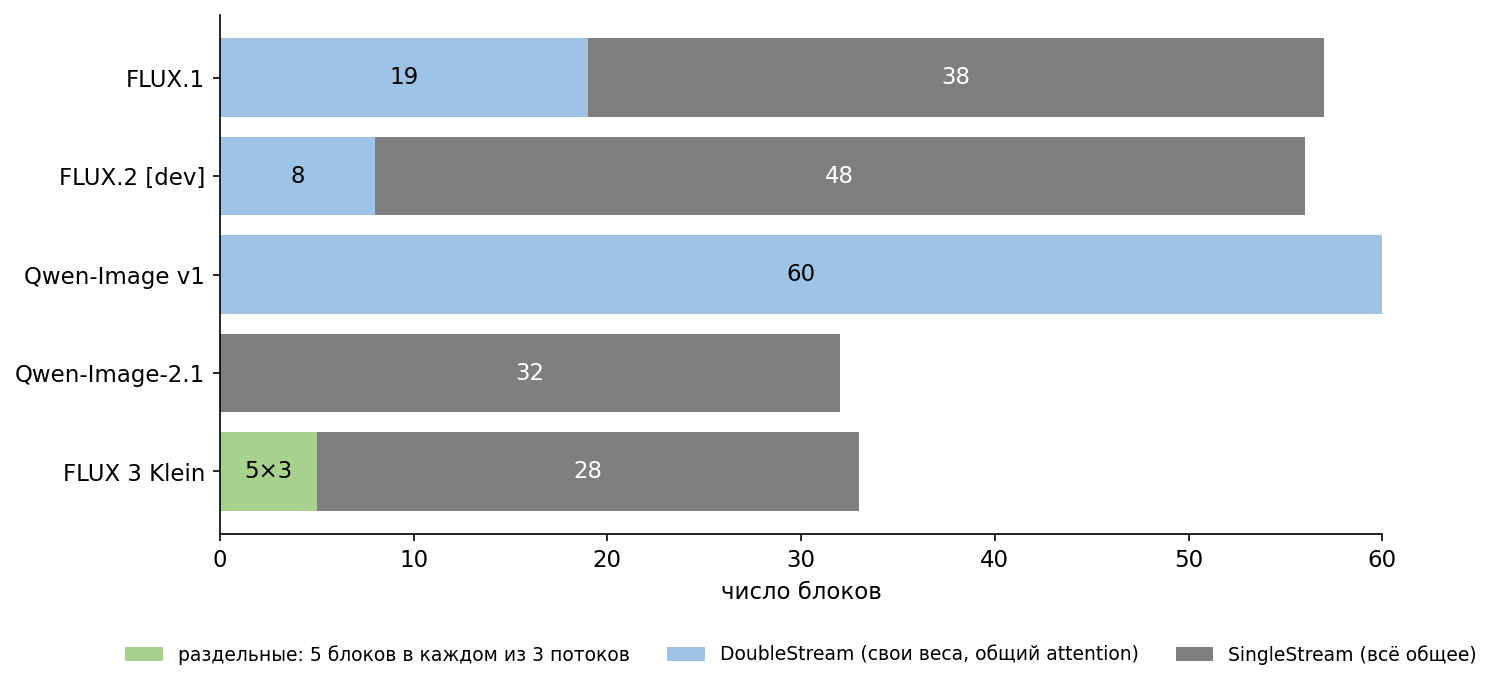 FLUX.1
19
38
FLUX.2 [dev]
8
48
Qwen-Image v1
60
Qwen-Image-2.1
32
FLUX 3 Klein
5×3
28
0 10 20 30 40 50 60
число блоков
раздельные: 5 блоков в каждом из 3 потоков
DoubleStream (свои веса, общий attention)
SingleStream (всё общее)